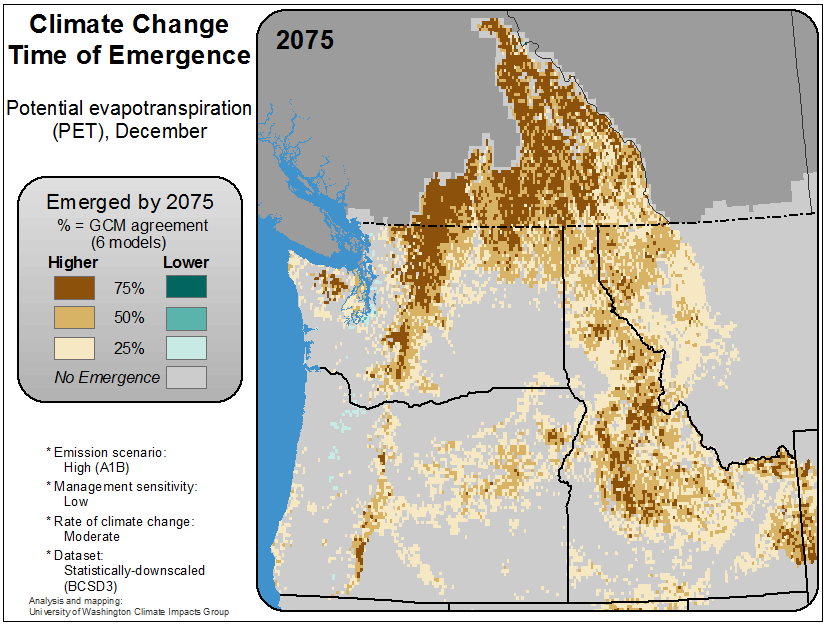 Climate Change
Time of Emergence
Potential evapotranspiration
(PET), December
2075
Emerged by 2075
% = GCM agreement
(6 models)
Higher Lower
75%
50%
25%
No Emergence
* Emission scenario:
High (A1B)
* Management sensitivity:
Low
* Rate of climate change:
Moderate
* Dataset:
Statistically-downscaled
(BCSD3)
Analysis and mapping:
University of Washington Climate Impacts Group